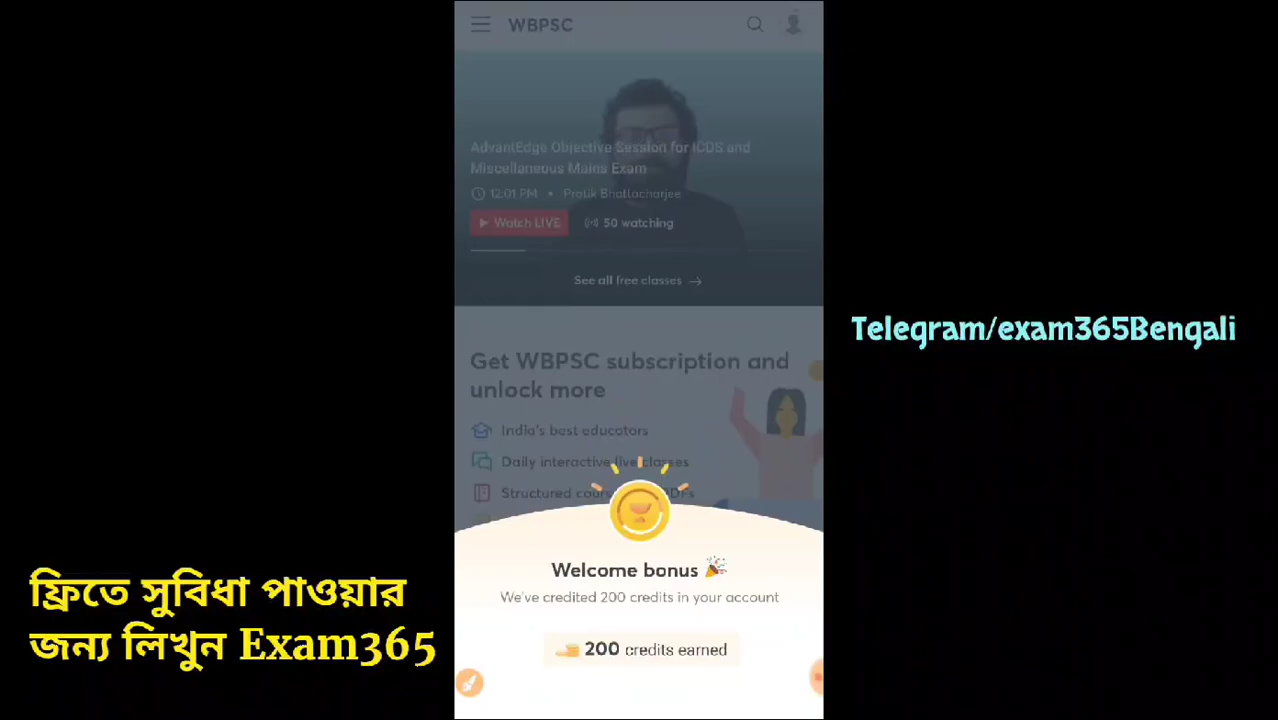 WBPSC
AdvantEdge Objective Session for ICDS and
Miscellaneous Mains Exam
12:01 PM • Pratik Bhattacharjee
Watch LIVE 50 watching
See all free classes →
Get WBPSC subscription and
unlock more
India's best educators
Daily interactive live classes
Structured PDFs
Welcome bonus
We've credited 200 credits in your account
200 credits earned
ফ্রিতে সুবিধা পাওয়ার
জন্য লিখুন Exam365
Telegram/exam365Bengali